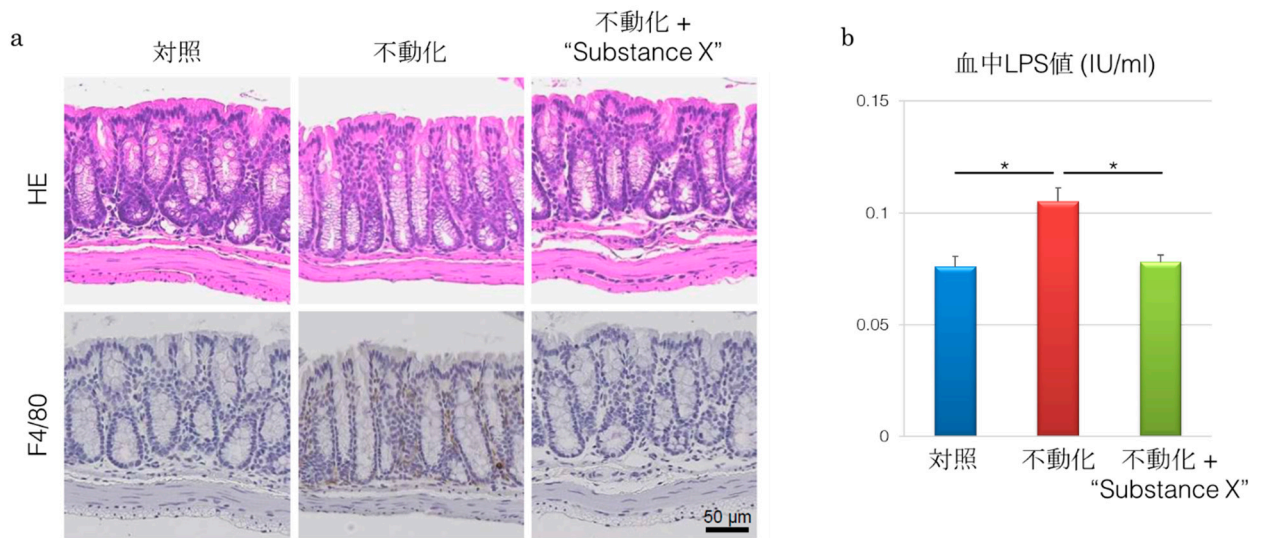 a
対照
不動化
不動化 +
“Substance X”
HE
F4/80
50 µm
b
血中LPS値 (IU/ml)
0.15
0.1
0.05
0
*
*
対照
不動化
不動化 +
“Substance X”